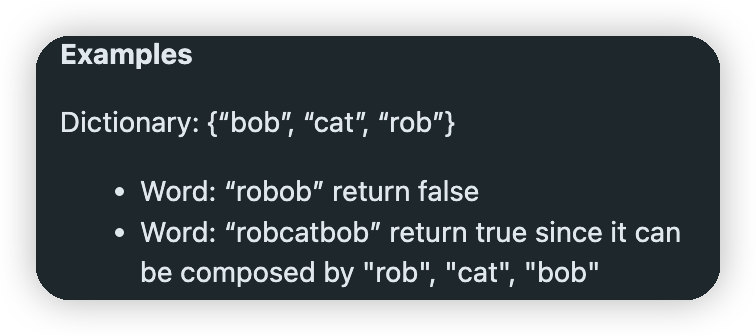 Examples
Dictionary: {“bob”, “cat”, “rob”}
• Word: “robob” return false
• Word: “robcatbob” return true since it can
be composed by "rob", "cat", "bob"